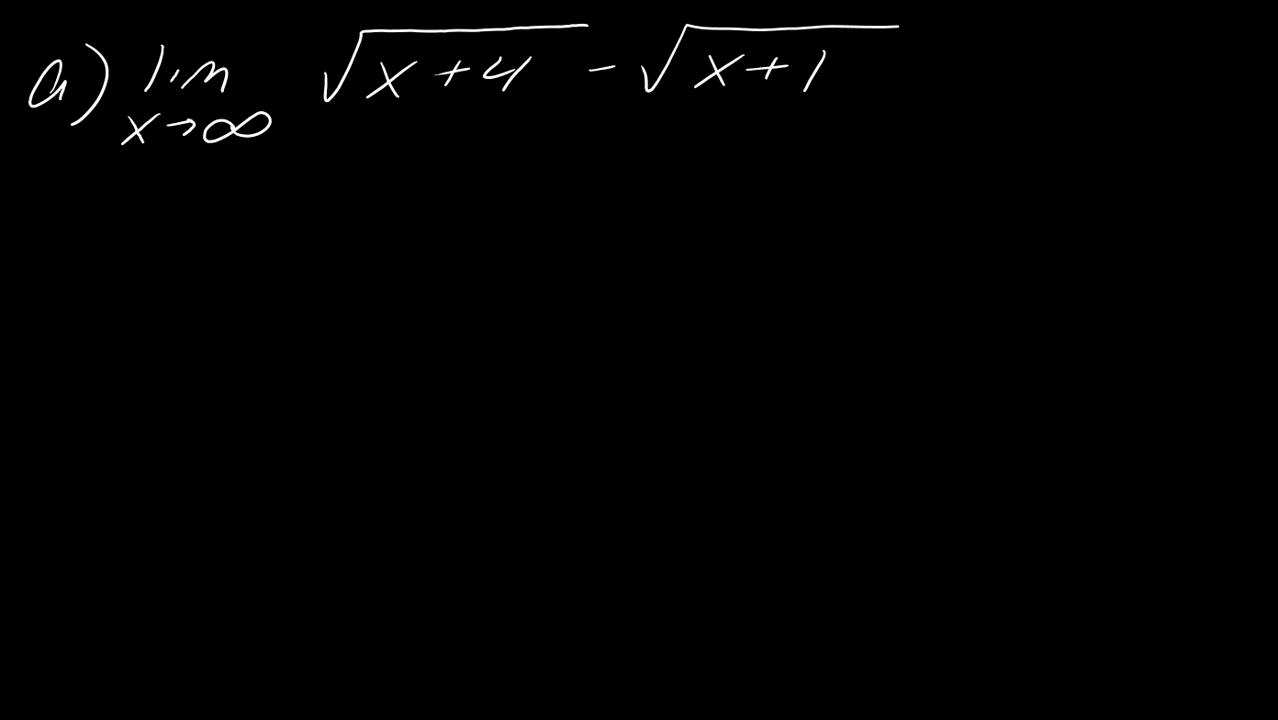 a) lim √(x+4) - √(x+1)
x→∞